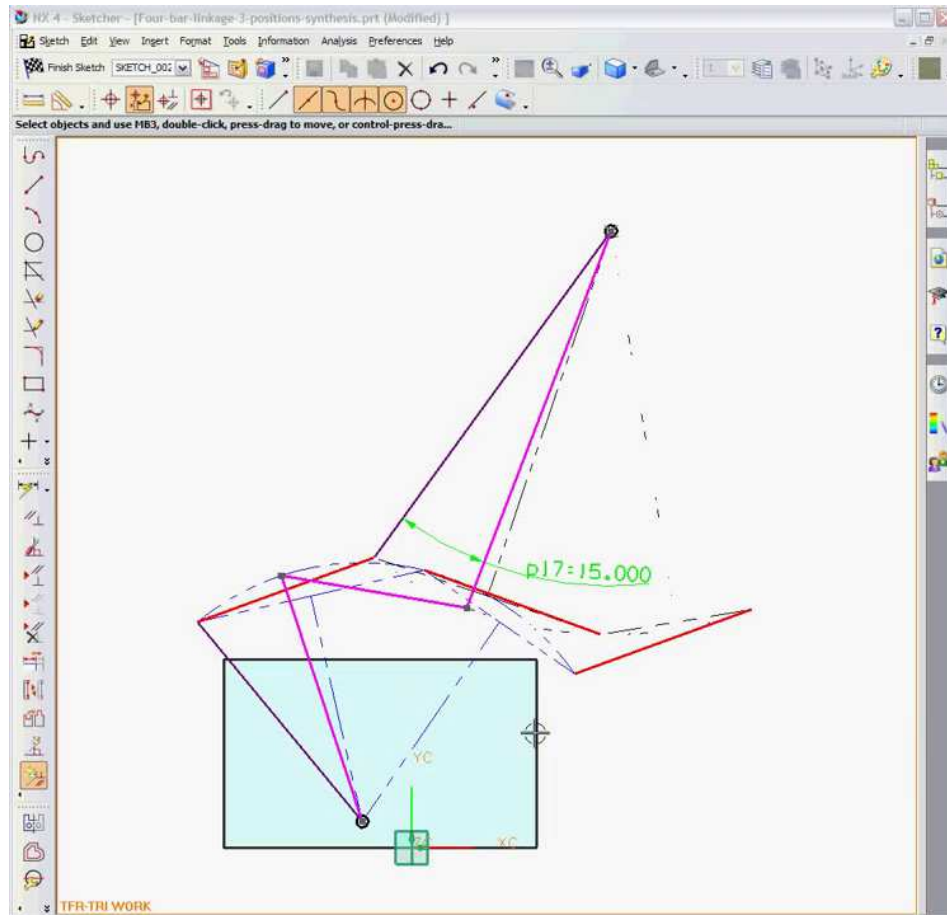 NX 4 - Sketcher - [Four-bar-linkage-3-positions-synthesis.prt (Modified) ]
Sketch Edit View Insert Format Tools Information Analysis Preferences Help
Finish Sketch SKETCH_002
Select objects and use MB3, double-click, press-drag to move, or control-press-dra...
p17:15.000
YC
ZC XC
TFR-TRI WORK